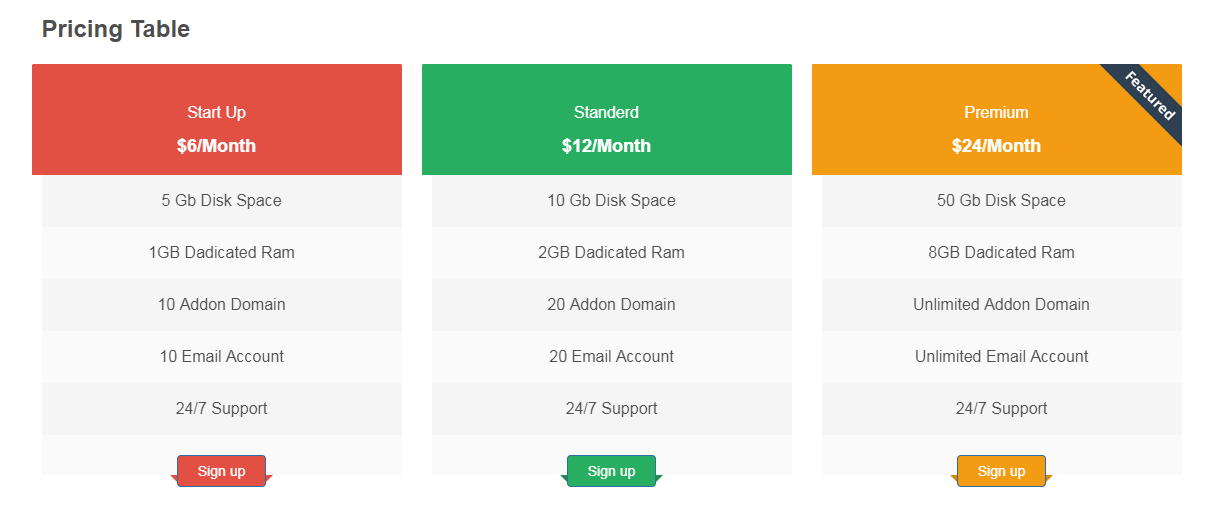 Pricing Table
Start Up
$6/Month
5 Gb Disk Space
1GB Dadicated Ram
10 Addon Domain
10 Email Account
24/7 Support
Sign up
Standerd
$12/Month
10 Gb Disk Space
2GB Dadicated Ram
20 Addon Domain
20 Email Account
24/7 Support
Sign up
Featured
Premium
$24/Month
50 Gb Disk Space
8GB Dadicated Ram
Unlimited Addon Domain
Unlimited Email Account
24/7 Support
Sign up